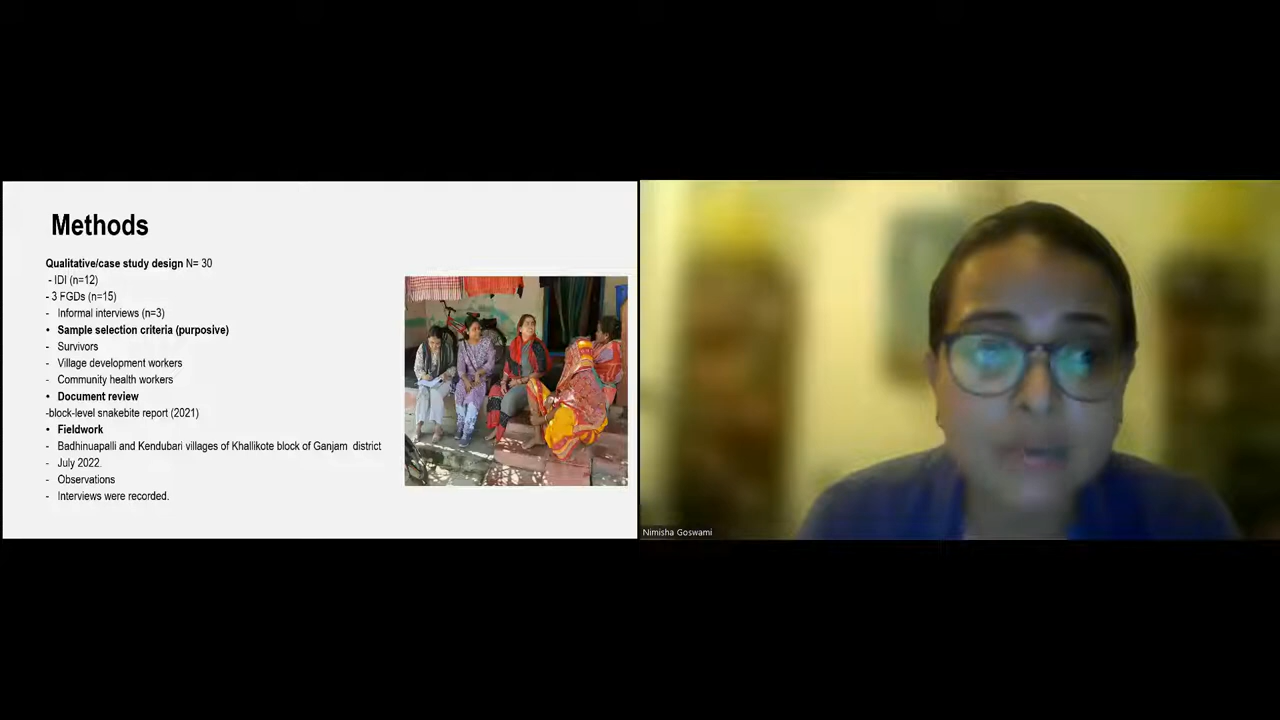 Methods
Qualitative/case study design N= 30
- IDI (n=12)
- 3 FGDs (n=15)
- Informal interviews (n=3)
• Sample selection criteria (purposive)
- Survivors
- Village development workers
- Community health workers
• Document review
-block-level snakebite report (2021)
• Fieldwork
- Badhinuapalli and Kendubari villages of Khallikote block of Ganjam district
- July 2022.
- Observations
- Interviews were recorded.
Nimisha Goswami